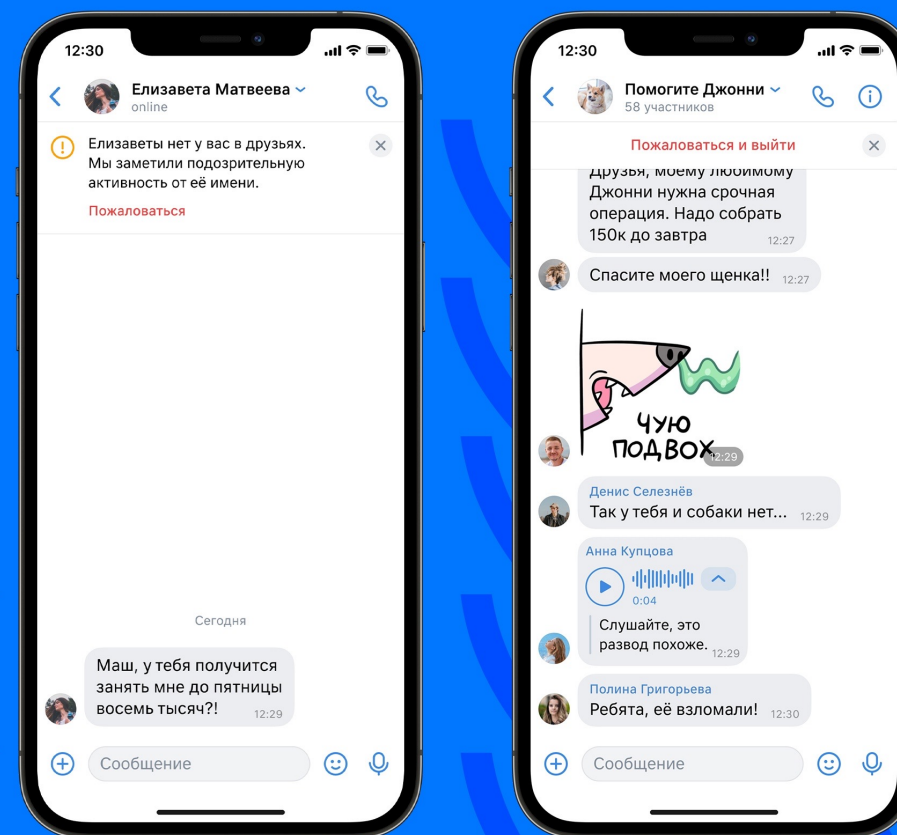 12:30
Елизавета Матвеева
online
Елизаветы нет у вас в друзьях.
Мы заметили подозрительную
активность от её имени.
Пожаловаться
Сегодня
Маш, у тебя получится
занять мне до пятницы
восемь тысяч?!
12:29
Сообщение
12:30
Помогите Джонни
58 участников
Пожаловаться и выйти
Друзья, моему любимому
Джонни нужна срочная
операция. Надо собрать
150к до завтра
12:27
Спасите моего щенка!!
12:27
ЧУЮ
ПОДВОХ
12:29
Денис Селезнёв
Так у тебя и собаки нет...
12:29
Анна Купцова
0:04
Слушайте, это
развод похоже.
12:29
Полина Григорьева
Ребята, её взломали!
12:30
Сообщение